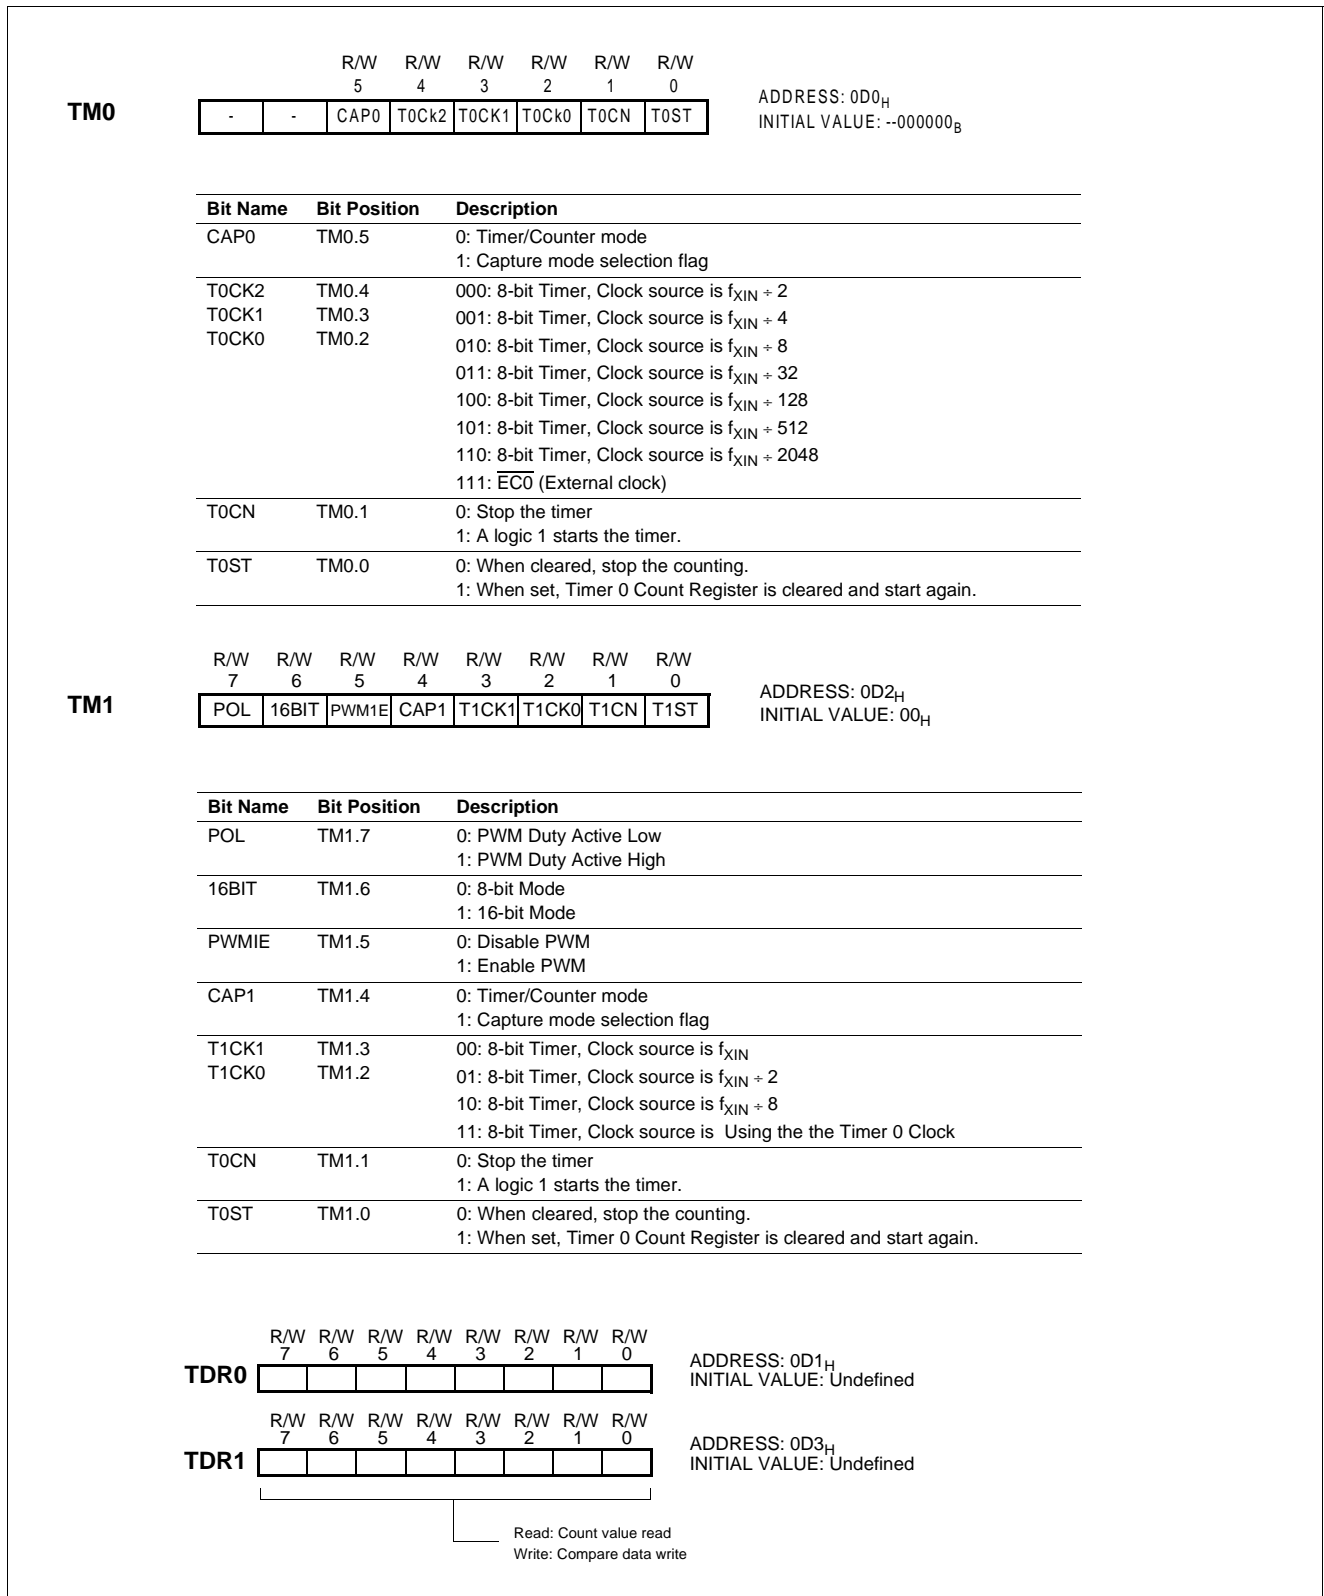 R/W R/W R/W R/W R/W R/W
5 4 3 2 1 0
TM0 - - CAP0 T0Ck2 T0CK1 T0Ck0 T0CN T0ST
ADDRESS: 0D0H
INITIAL VALUE: --000000B
Bit Name Bit Position Description
CAP0 TM0.5 0: Timer/Counter mode
1: Capture mode selection flag
T0CK2 TM0.4 000: 8-bit Timer, Clock source is fXIN ÷ 2
T0CK1 TM0.3 001: 8-bit Timer, Clock source is fXIN ÷ 4
T0CK0 TM0.2 010: 8-bit Timer, Clock source is fXIN ÷ 8
011: 8-bit Timer, Clock source is fXIN ÷ 32
100: 8-bit Timer, Clock source is fXIN ÷ 128
101: 8-bit Timer, Clock source is fXIN ÷ 512
110: 8-bit Timer, Clock source is fXIN ÷ 2048
111: EC0 (External clock)
T0CN TM0.1 0: Stop the timer
1: A logic 1 starts the timer.
T0ST TM0.0 0: When cleared, stop the counting.
1: When set, Timer 0 Count Register is cleared and start again.
R/W R/W R/W R/W R/W R/W R/W R/W
7 6 5 4 3 2 1 0
TM1 POL 16BIT PWM1E CAP1 T1CK1 T1CK0 T1CN T1ST
ADDRESS: 0D2H
INITIAL VALUE: 00H
Bit Name Bit Position Description
POL TM1.7 0: PWM Duty Active Low
1: PWM Duty Active High
16BIT TM1.6 0: 8-bit Mode
1: 16-bit Mode
PWMIE TM1.5 0: Disable PWM
1: Enable PWM
CAP1 TM1.4 0: Timer/Counter mode
1: Capture mode selection flag
T1CK1 TM1.3 00: 8-bit Timer, Clock source is fXIN
T1CK0 TM1.2 01: 8-bit Timer, Clock source is fXIN ÷ 2
10: 8-bit Timer, Clock source is fXIN ÷ 8
11: 8-bit Timer, Clock source is Using the the Timer 0 Clock
T0CN TM1.1 0: Stop the timer
1: A logic 1 starts the timer.
T0ST TM1.0 0: When cleared, stop the counting.
1: When set, Timer 0 Count Register is cleared and start again.
R/W R/W R/W R/W R/W R/W R/W R/W
7 6 5 4 3 2 1 0
TDR0
ADDRESS: 0D1H
INITIAL VALUE: Undefined
R/W R/W R/W R/W R/W R/W R/W R/W
7 6 5 4 3 2 1 0
TDR1
ADDRESS: 0D3H
INITIAL VALUE: Undefined
Read: Count value read
Write: Compare data write